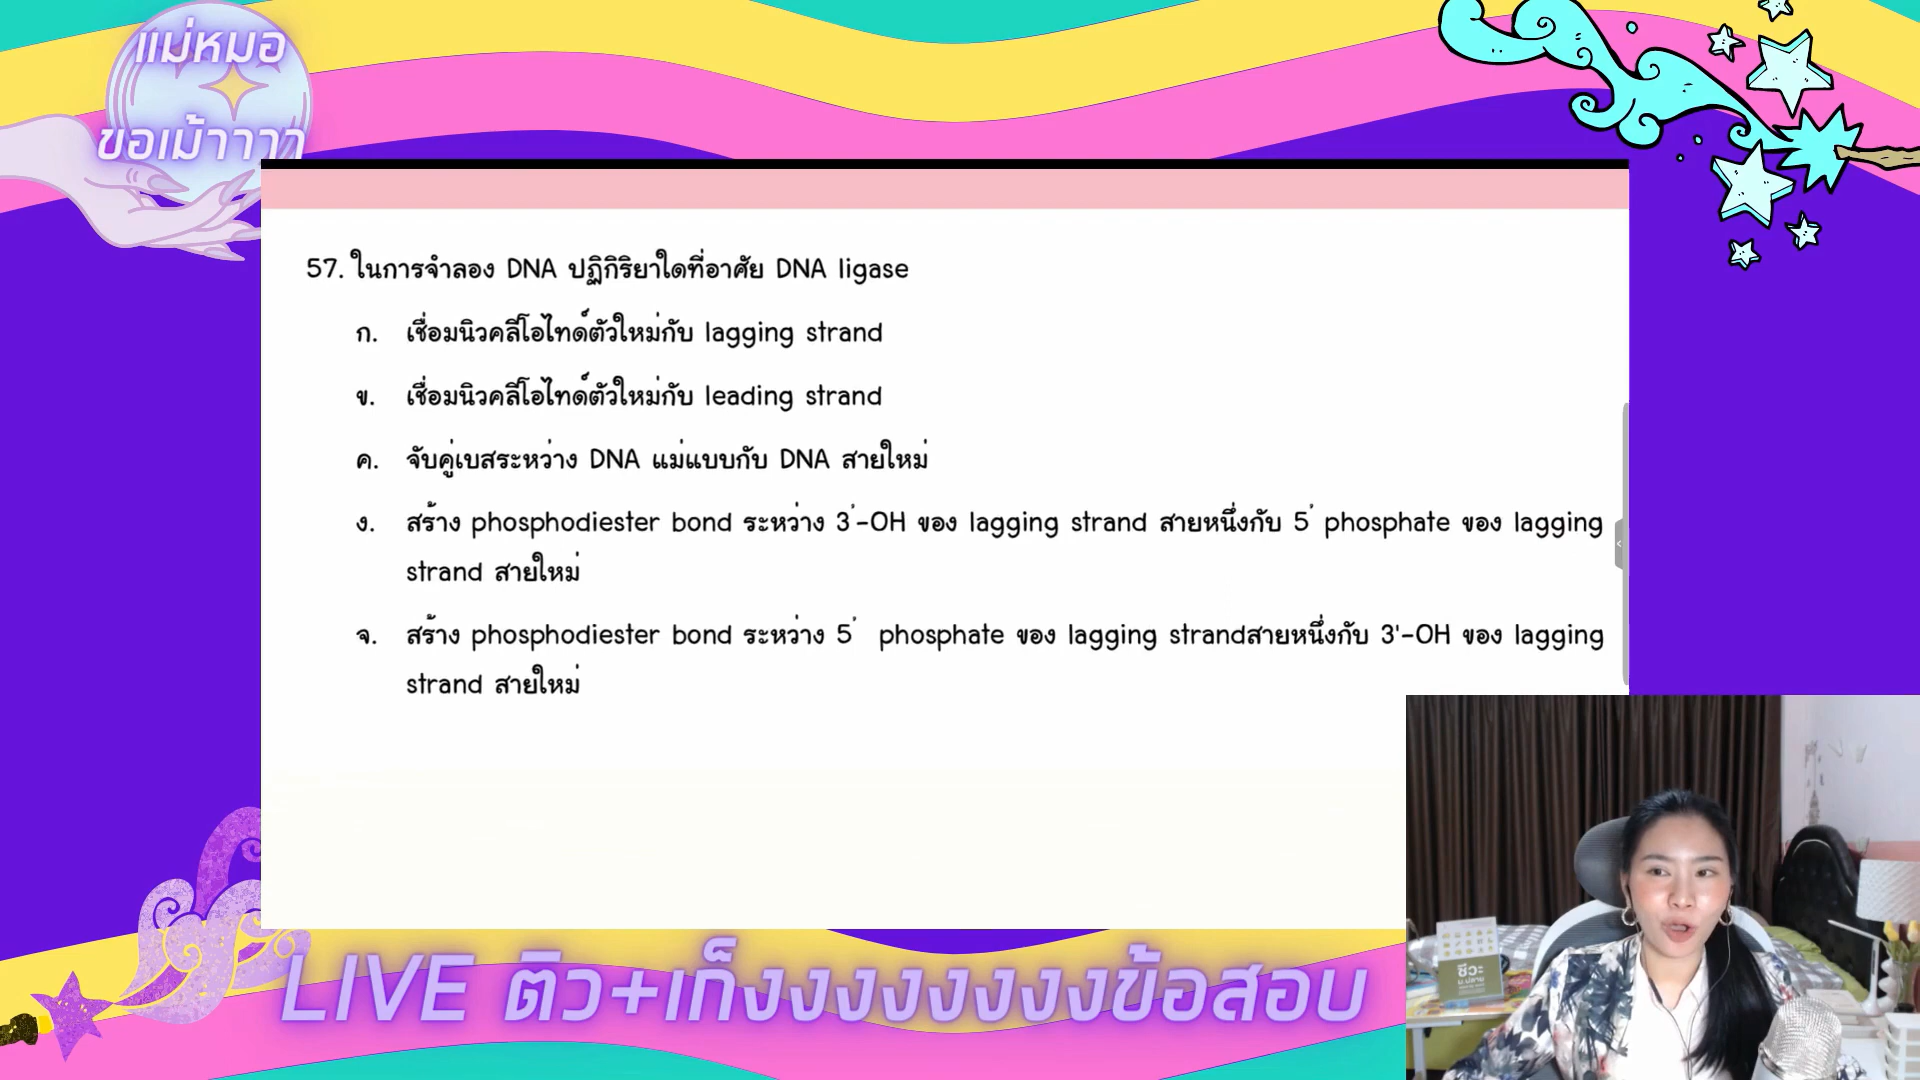 แม่หมอ
ขอเม้าาาา
57. ในการจำลอง DNA ปฏิกิริยาใดที่อาศัย DNA ligase
ก. เชื่อมนิวคลีโอไทด์ตัวใหม่กับ lagging strand
ข. เชื่อมนิวคลีโอไทด์ตัวใหม่กับ leading strand
ค. จับคู่เบสระหว่าง DNA แม่แบบกับ DNA สายใหม่
ง. สร้าง phosphodiester bond ระหว่าง 3'-OH ของ lagging strand สายหนึ่งกับ 5' phosphate ของ lagging
strand สายใหม่
จ. สร้าง phosphodiester bond ระหว่าง 5' phosphate ของ lagging strandสายหนึ่งกับ 3'-OH ของ lagging
strand สายใหม่
ชีวะ
ม.ปลาย
LIVE ติว+เก็งงงงงงงงข้อสอบ